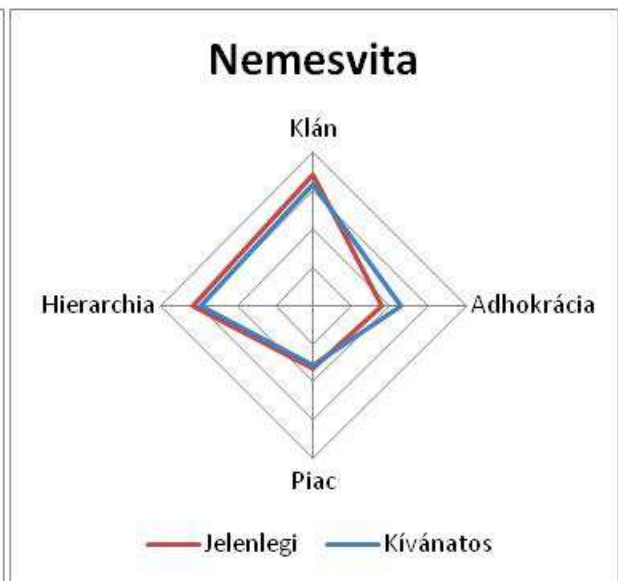 Nemesvita
Klán
Hierarchia
Adhokrácia
Piac
Jelenlegi
Kívánatos